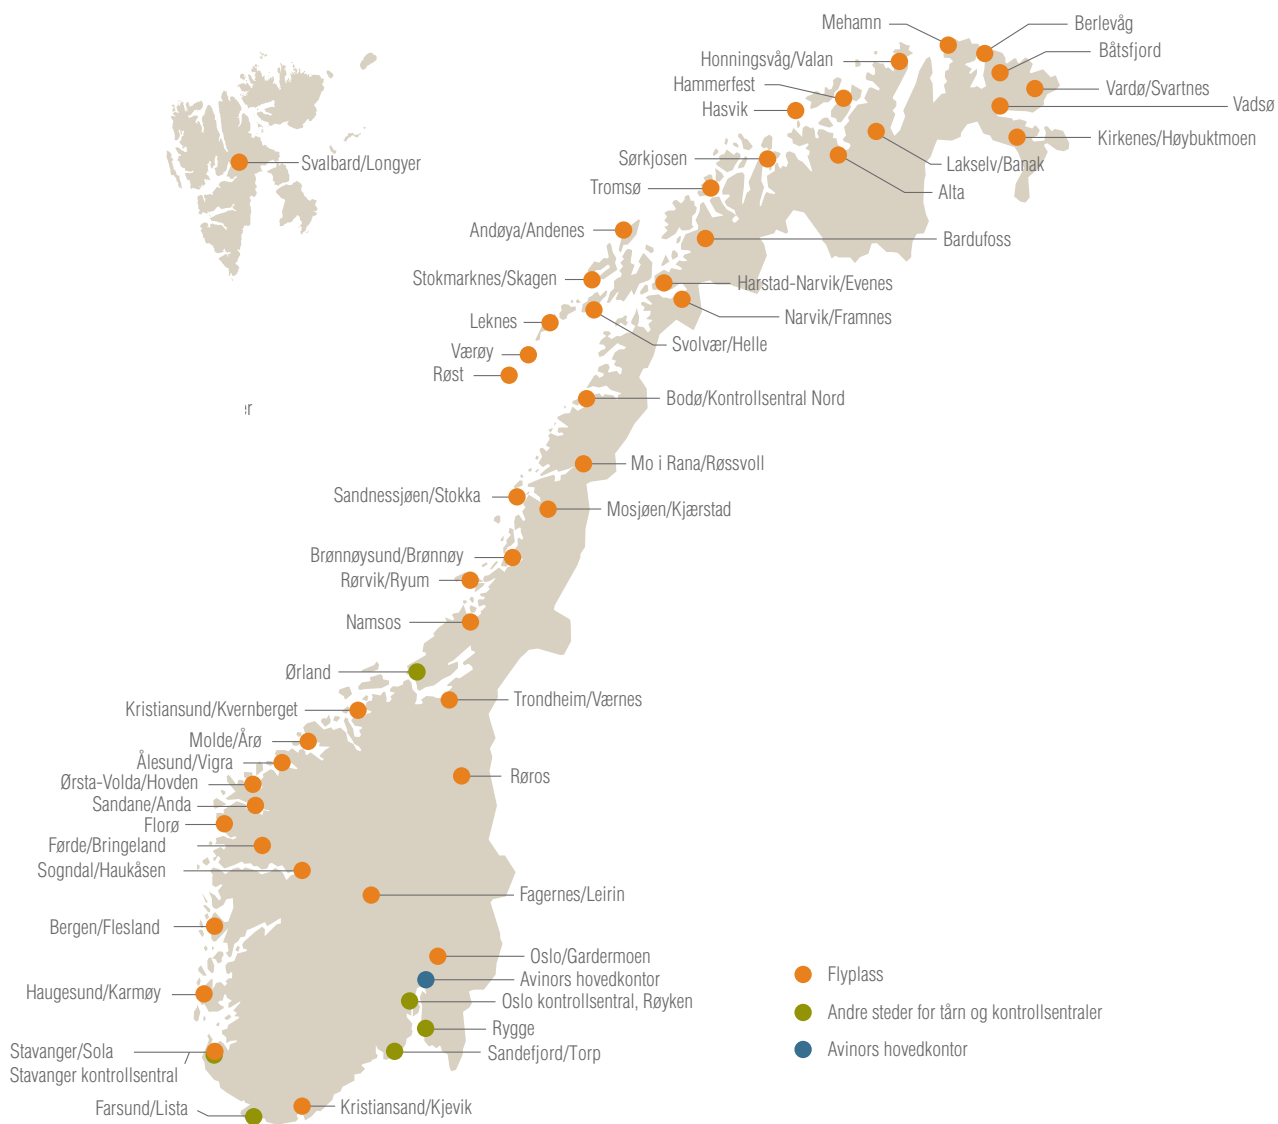 Mehamn
Berlevåg
Båtsfjord
Honningsvåg/Valan
Hammerfest
Vardø/Svartnes
Hasvik
Vadsø
Kirkenes/Høybuktmoen
Sørkjosen
Lakselv/Banak
Svalbard/Longyer
Tromsø
Alta
Andøya/Andenes
Bardufoss
Stokmarknes/Skagen
Harstad-Narvik/Evenes
Narvik/Framnes
Leknes
Svolvær/Helle
Værøy
Røst
Bodø/Kontrollsentral Nord
er
Mo i Rana/Røssvoll
Sandnessjøen/Stokka
Mosjøen/Kjærstad
Brønnøysund/Brønnøy
Rørvik/Ryum
Namsos
Ørland
Trondheim/Værnes
Kristiansund/Kvernberget
Molde/Årø
Ålesund/Vigra
Røros
Ørsta-Volda/Hovden
Sandane/Anda
Florø
Førde/Bringeland
Sogndal/Haukåsen
Fagernes/Leirin
Bergen/Flesland
Oslo/Gardermoen
Avinors hovedkontor
Haugesund/Karmøy
Oslo kontrollsentral, Røyken
Rygge
Stavanger/Sola
Sandefjord/Torp
Stavanger kontrollsentral
Farsund/Lista
Kristiansand/Kjevik
Flyplass
Andre steder for tårn og kontrollsentraler
Avinors hovedkontor